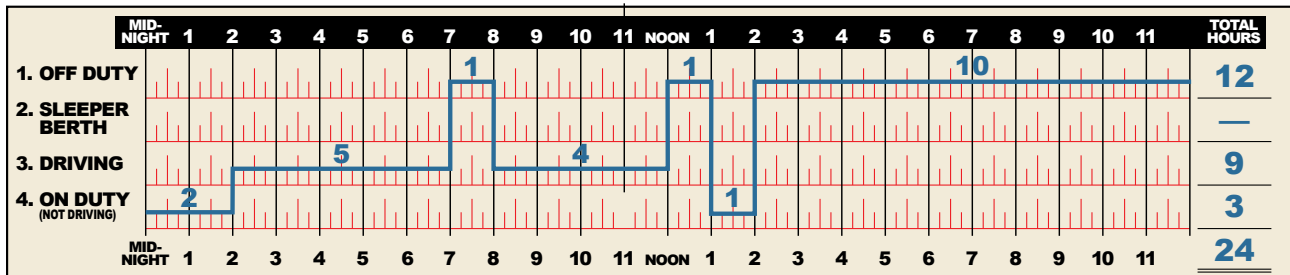 MID-NIGHT 1 2 3 4 5 6 7 8 9 10 11 NOON 1 2 3 4 5 6 7 8 9 10 11 TOTAL HOURS
1. OFF DUTY 1 1 10 12
2. SLEEPER BERTH —
3. DRIVING 5 4 9
4. ON DUTY (NOT DRIVING) 2 1 3
MID-NIGHT 1 2 3 4 5 6 7 8 9 10 11 NOON 1 2 3 4 5 6 7 8 9 10 11 24